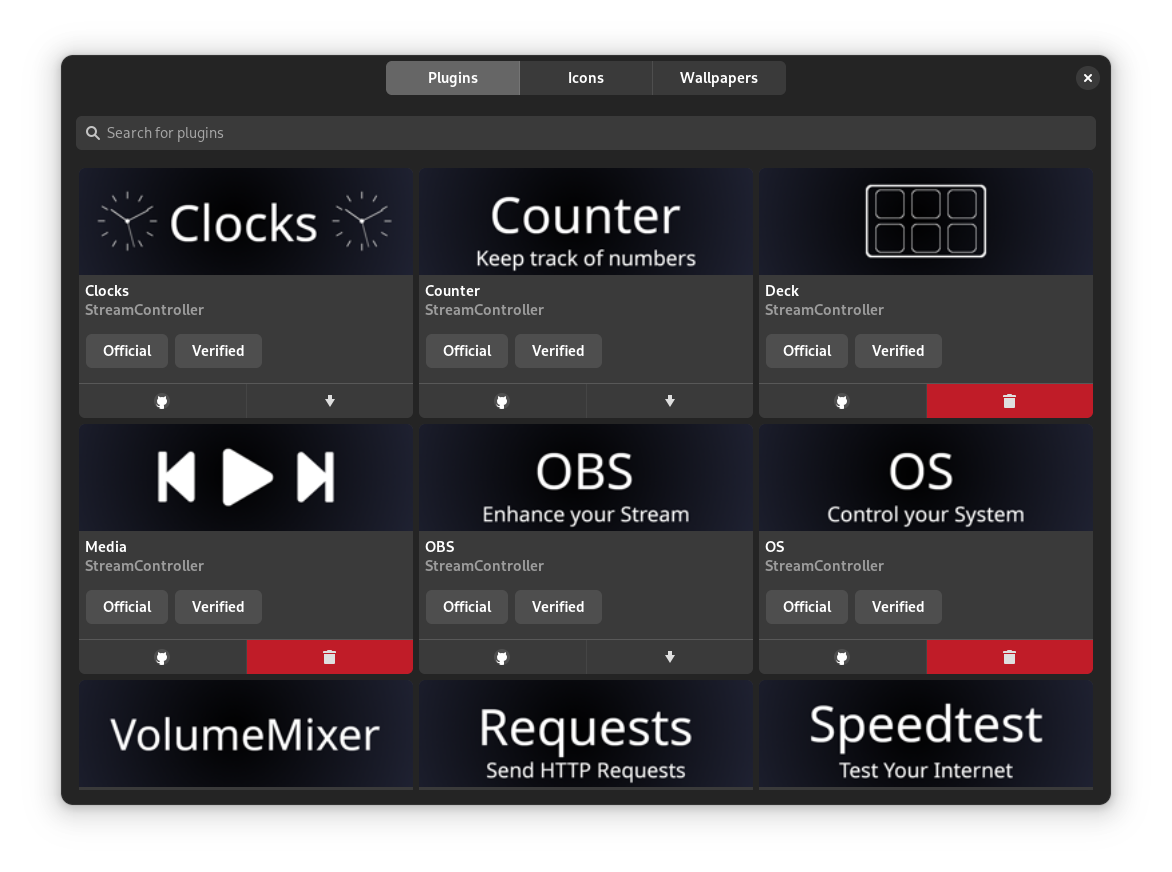 Plugins Icons Wallpapers
Search for plugins
Clocks
Counter
Keep track of numbers
Clocks
StreamController
Official Verified
Counter
StreamController
Official Verified
Deck
StreamController
Official Verified
OBS
Enhance your Stream
OS
Control your System
Media
StreamController
Official Verified
OBS
StreamController
Official Verified
OS
StreamController
Official Verified
VolumeMixer
Requests
Send HTTP Requests
Speedtest
Test Your Internet